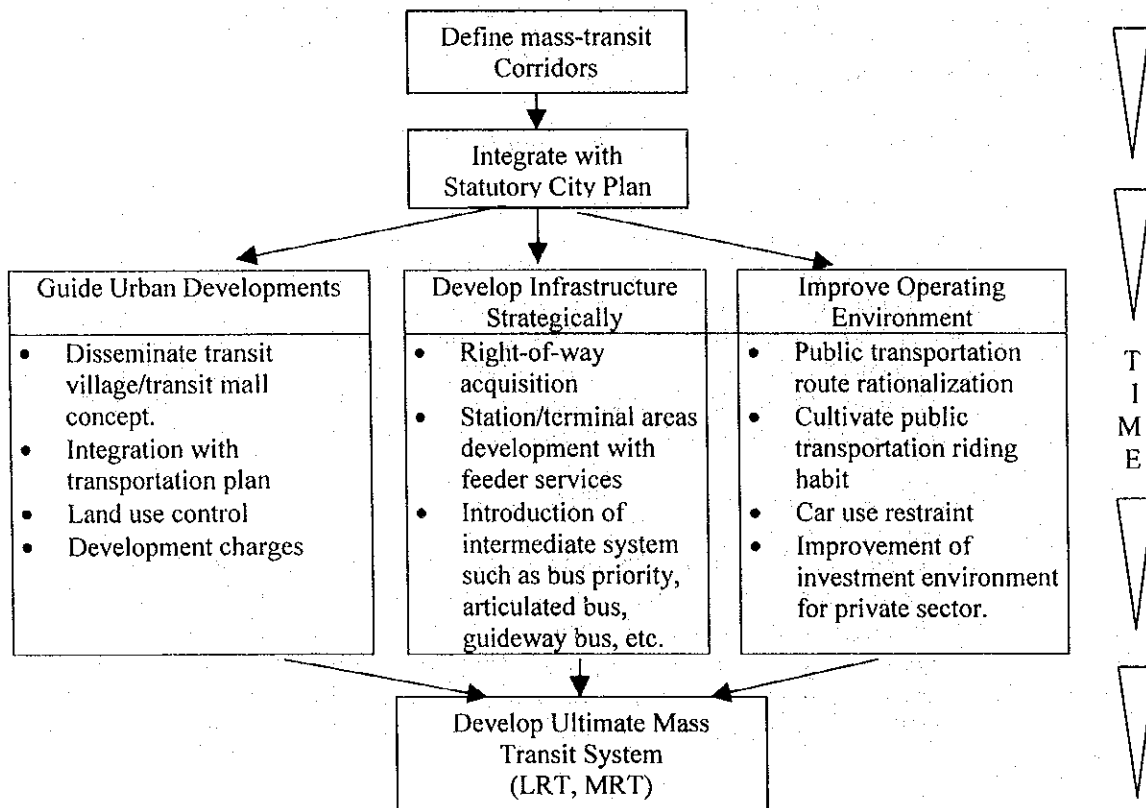 Define mass-transit
Corridors
Integrate with
Statutory City Plan
Guide Urban Developments
• Disseminate transit
village/transit mall
concept.
• Integration with
transportation plan
• Land use control
• Development charges
Develop Infrastructure
Strategically
• Right-of-way
acquisition
• Station/terminal areas
development with
feeder services
• Introduction of
intermediate system
such as bus priority,
articulated bus,
guideway bus, etc.
Improve Operating
Environment
• Public transportation
route rationalization
• Cultivate public
transportation riding
habit
• Car use restraint
• Improvement of
investment environment
for private sector.
Develop Ultimate Mass
Transit System
(LRT, MRT)
T
I
M
E